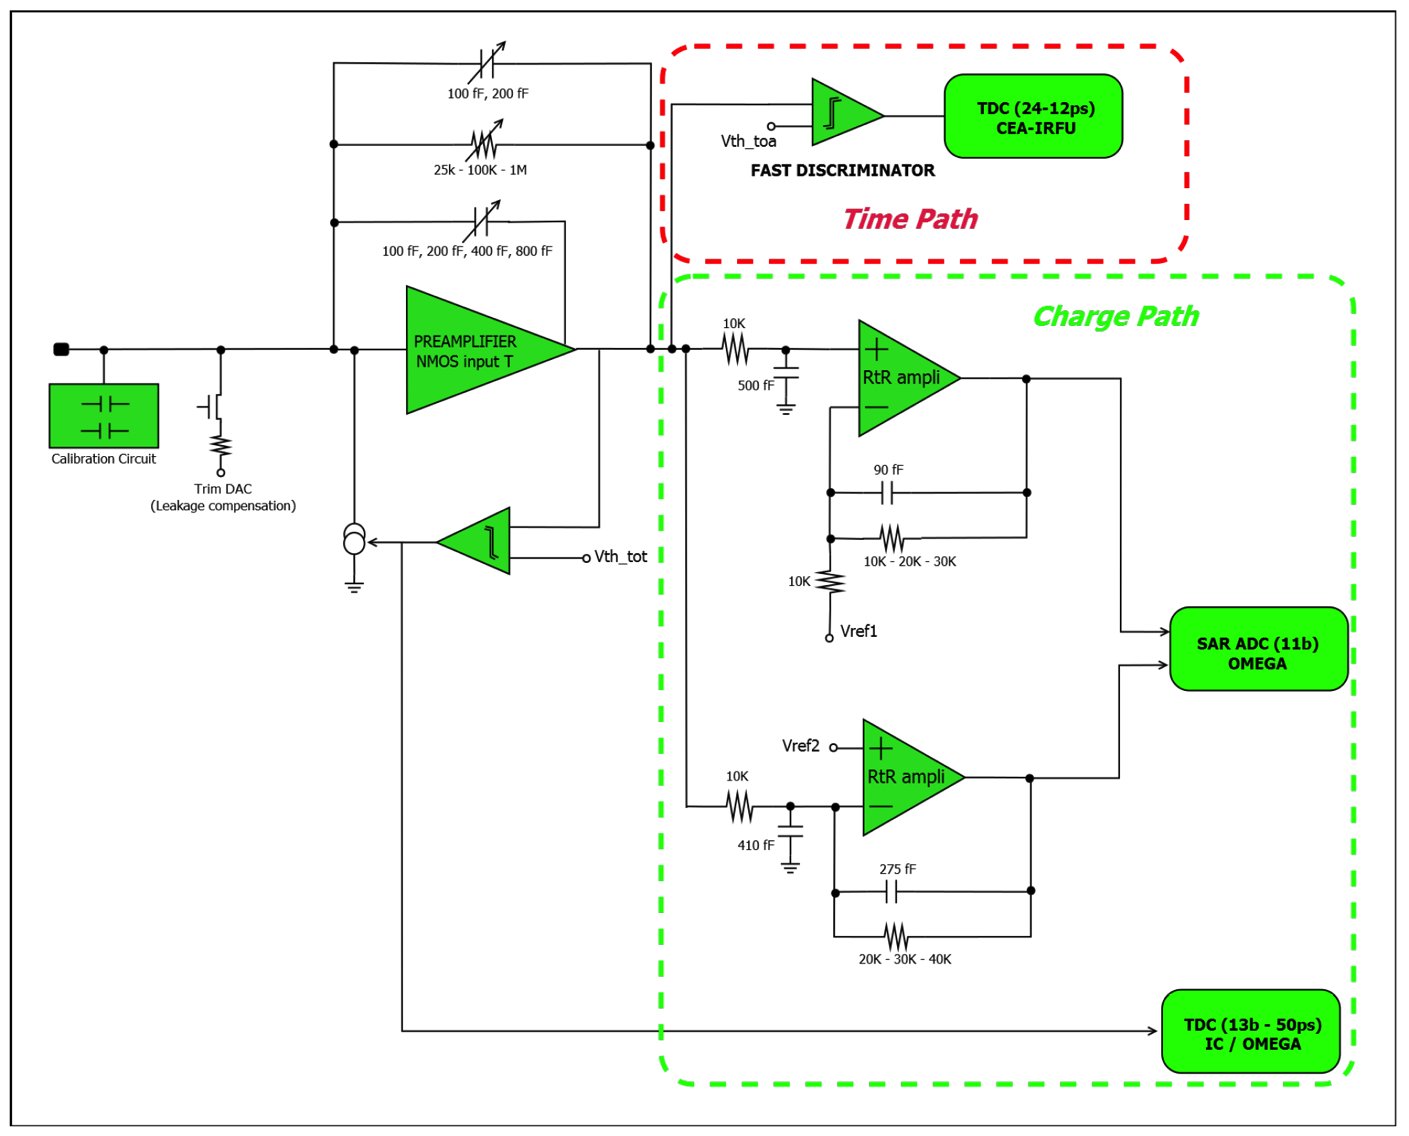 100 fF, 200 fF
25k - 100K - 1M
100 fF, 200 fF, 400 fF, 800 fF
PREAMPLIFIER
NMOS input T
Calibration Circuit
Trim DAC
(Leakage compensation)
Vth_tot
Vth_toa
FAST DISCRIMINATOR
TDC (24-12ps)
CEA-IRFU
Time Path
Charge Path
10K
500 fF
+
RtR ampli
−
90 fF
10K - 20K - 30K
10K
Vref1
SAR ADC (11b)
OMEGA
Vref2
+
RtR ampli
−
10K
410 fF
275 fF
20K - 30K - 40K
TDC (13b - 50ps)
IC / OMEGA